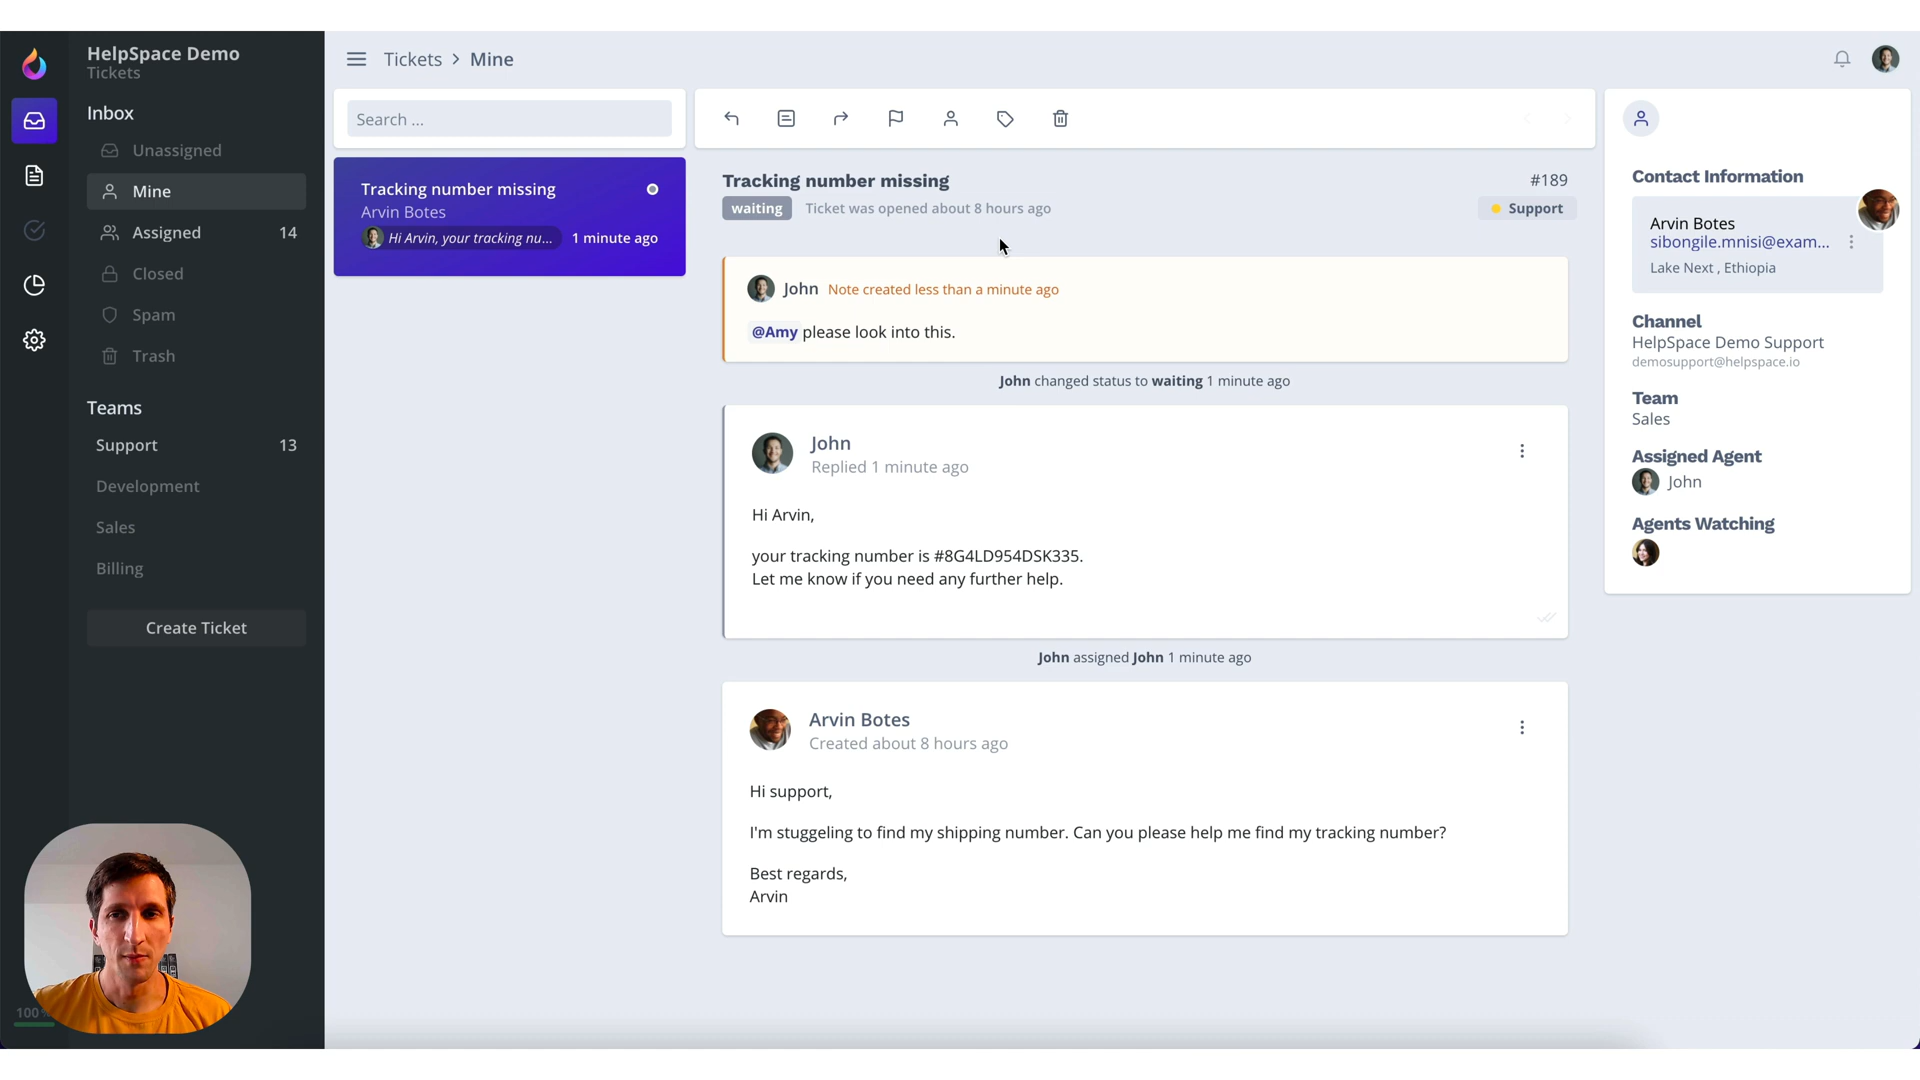 HelpSpace Demo
Tickets
Inbox
Unassigned
Mine
Assigned 14
Closed
Spam
Trash
Teams
Support 13
Development
Sales
Billing
Create Ticket
100
Tickets > Mine
Search ...
Tracking number missing
Arvin Botes
Hi Arvin, your tracking nu... 1 minute ago
Tracking number missing #189
waiting Ticket was opened about 8 hours ago Support
John Note created less than a minute ago
@Amy please look into this.
John changed status to waiting 1 minute ago
John
Replied 1 minute ago
Hi Arvin,
your tracking number is #8G4LD954DSK335.
Let me know if you need any further help.
John assigned John 1 minute ago
Arvin Botes
Created about 8 hours ago
Hi support,
I'm stuggeling to find my shipping number. Can you please help me find my tracking number?
Best regards,
Arvin
Contact Information
Arvin Botes
sibongile.mnisi@exam...
Lake Next , Ethiopia
Channel
HelpSpace Demo Support
demosupport@helpspace.io
Team
Sales
Assigned Agent
John
Agents Watching